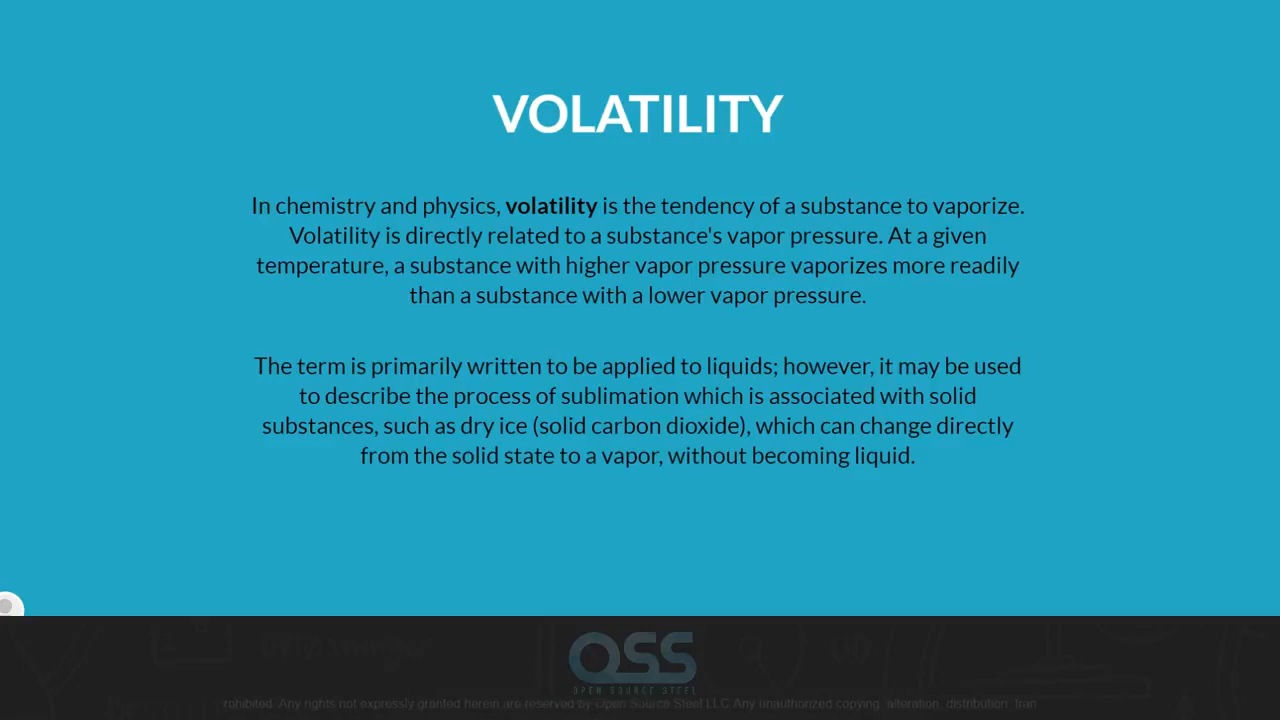 VOLATILITY
In chemistry and physics, volatility is the tendency of a substance to vaporize.
Volatility is directly related to a substance's vapor pressure. At a given
temperature, a substance with higher vapor pressure vaporizes more readily
than a substance with a lower vapor pressure.
The term is primarily written to be applied to liquids; however, it may be used
to describe the process of sublimation which is associated with solid
substances, such as dry ice (solid carbon dioxide), which can change directly
from the solid state to a vapor, without becoming liquid.
OSS
OPEN SOURCE STEEL
rohibited. Any rights not expressly granted herein are reserved by Open Source Steel LLC Any unauthorized copying, alteration, distribution, tran